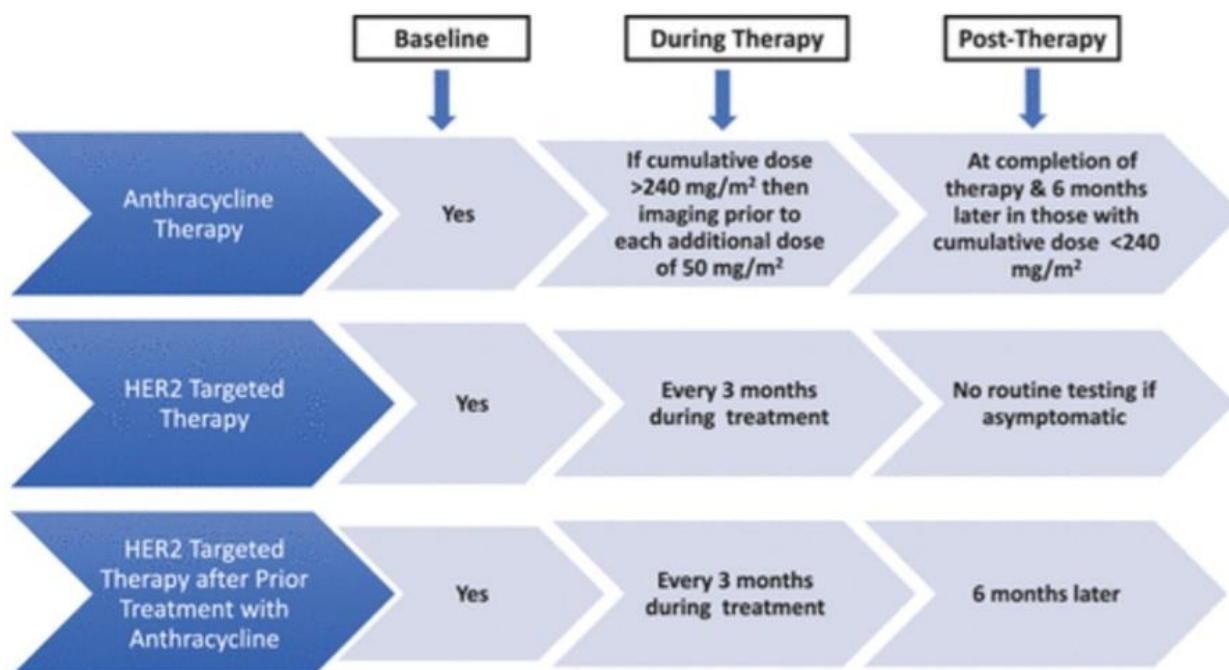 Baseline
During Therapy
Post-Therapy
Anthracycline
Therapy
Yes
If cumulative dose
>240 mg/m² then
imaging prior to
each additional dose
of 50 mg/m²
At completion of
therapy & 6 months
later in those with
cumulative dose <240
mg/m²
HER2 Targeted
Therapy
Yes
Every 3 months
during treatment
No routine testing if
asymptomatic
HER2 Targeted
Therapy after Prior
Treatment with
Anthracycline
Yes
Every 3 months
during treatment
6 months later